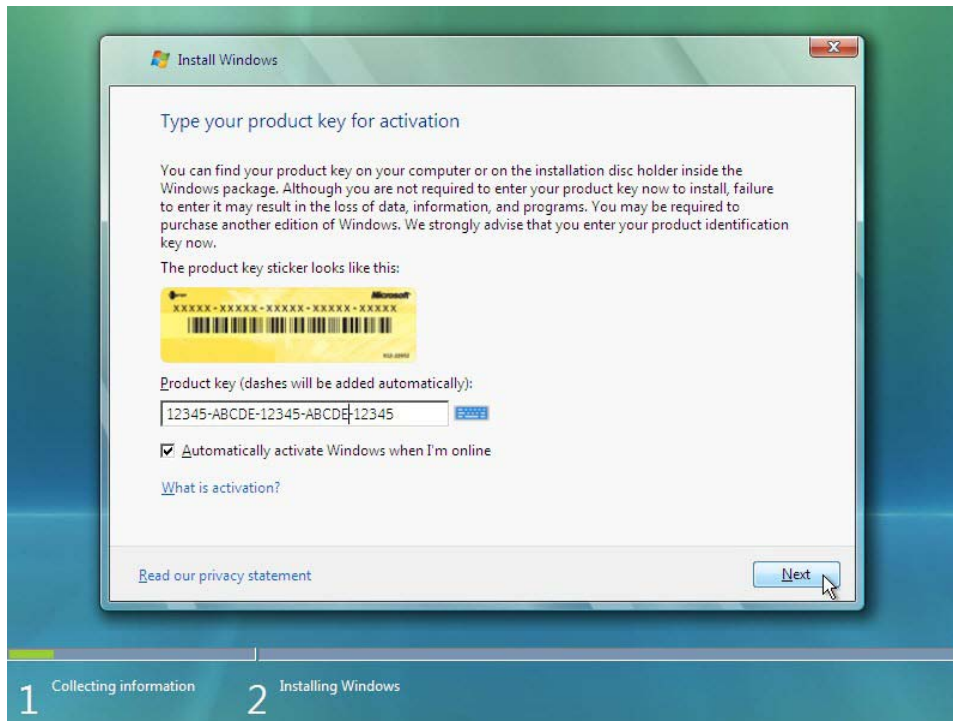 Install Windows
Type your product key for activation
You can find your product key on your computer or on the installation disc holder inside the
Windows package. Although you are not required to enter your product key now to install, failure
to enter it may result in the loss of data, information, and programs. You may be required to
purchase another edition of Windows. We strongly advise that you enter your product identification
key now.
The product key sticker looks like this:
Microsoft
XXXXX-XXXXX-XXXXX-XXXXX-XXXXX
Product key (dashes will be added automatically):
12345-ABCDE-12345-ABCDE-12345
Automatically activate Windows when I'm online
What is activation?
Read our privacy statement
Next
1 Collecting information
2 Installing Windows